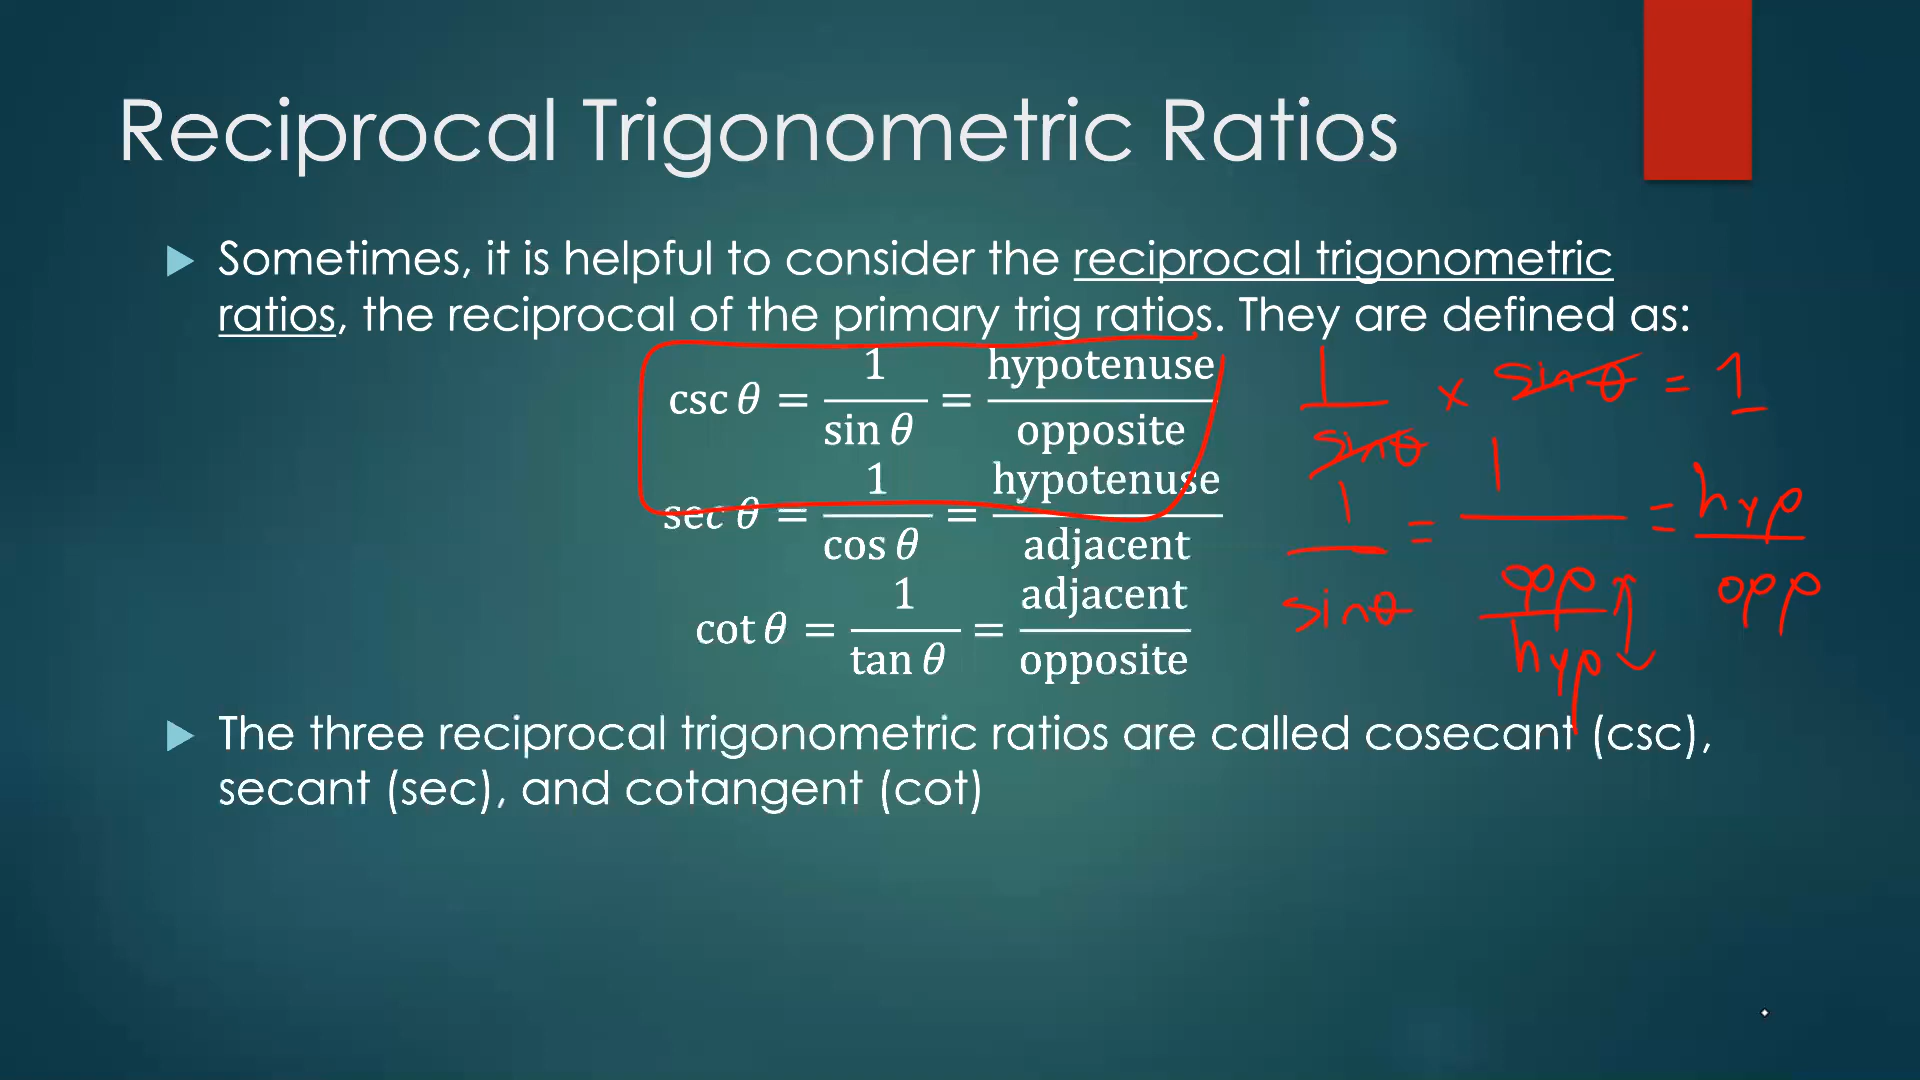 Reciprocal Trigonometric Ratios
Sometimes, it is helpful to consider the reciprocal trigonometric
ratios, the reciprocal of the primary trig ratios. They are defined as:
csc θ = 1/sin θ = hypotenuse/opposite
sec θ = 1/cos θ = hypotenuse/adjacent
cot θ = 1/tan θ = adjacent/opposite
1/sinθ × sin θ = 1
1/sinθ = 1/(opp/hyp) = hyp/opp
The three reciprocal trigonometric ratios are called cosecant (csc),
secant (sec), and cotangent (cot)